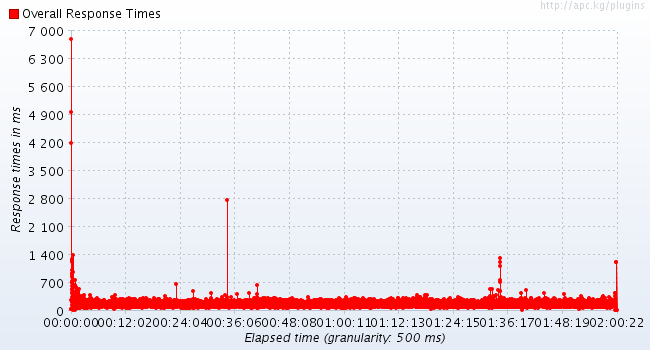 http://apc.kg/plugins
Overall Response Times
7 000
6 300
5 600
4 900
4 200
3 500
2 800
2 100
1 400
700
0
Response times in ms
00:00:00 00:12:02 00:24:04 00:36:06 00:48:08 01:00:11 01:12:13 01:24:15 01:36:17 01:48:19 02:00:22
Elapsed time (granularity: 500 ms)